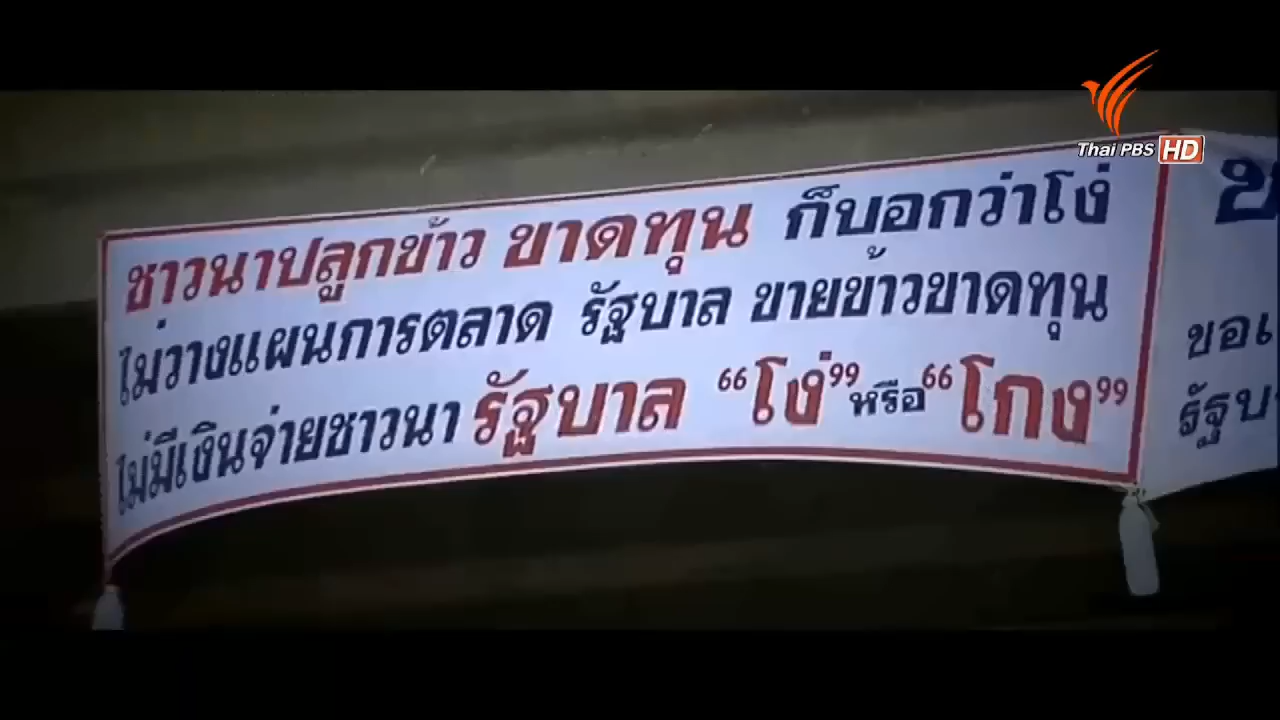 Thai PBS HD
ชาวนาปลูกข้าว ขาดทุน ก็บอกว่าโง่
ไม่วางแผนการตลาด รัฐบาล ขายข้าวขาดทุน
ไม่มีเงินจ่ายชาวนา รัฐบาล “โง่” หรือ “โกง”